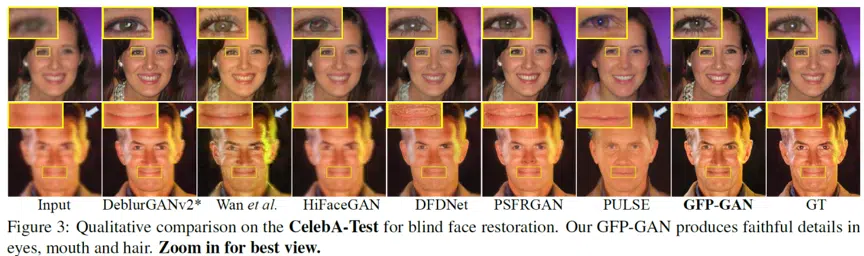 Input DeblurGANv2* Wan et al. HiFaceGAN DFDNet PSFRGAN PULSE GFP-GAN GT
Figure 3: Qualitative comparison on the CelebA-Test for blind face restoration. Our GFP-GAN produces faithful details in
eyes, mouth and hair. Zoom in for best view.